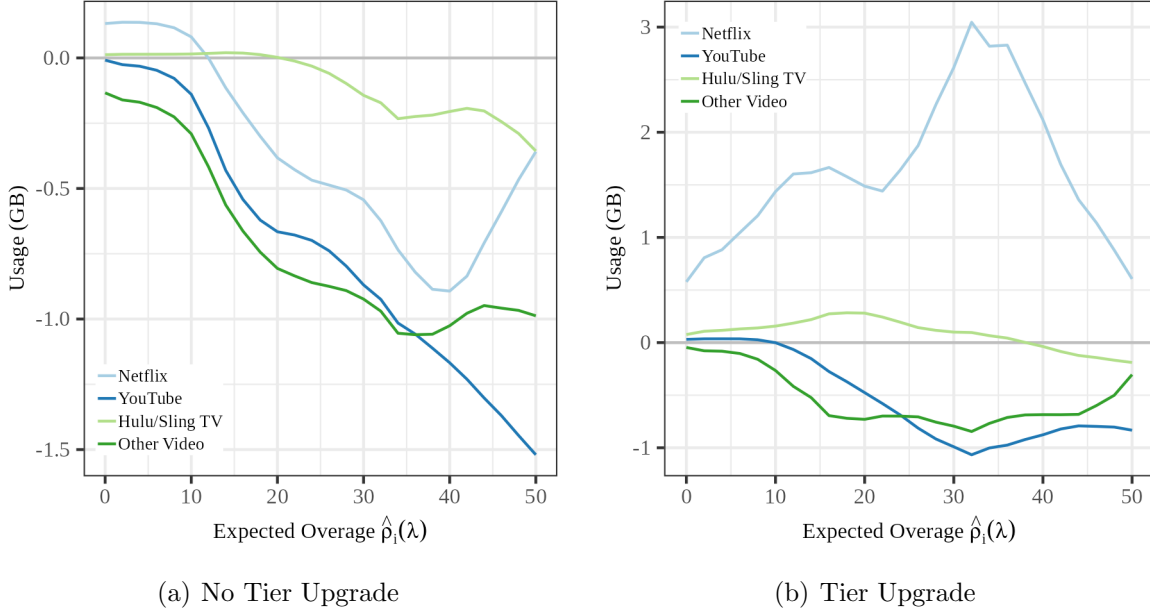 0.0
-0.5
-1.0
-1.5
Usage (GB)
Netflix
YouTube
Hulu/Sling TV
Other Video
0 10 20 30 40 50
Expected Overage ρ̂ᵢ(λ)
(a) No Tier Upgrade
3
2
1
0
-1
Usage (GB)
Netflix
YouTube
Hulu/Sling TV
Other Video
0 10 20 30 40 50
Expected Overage ρ̂ᵢ(λ)
(b) Tier Upgrade